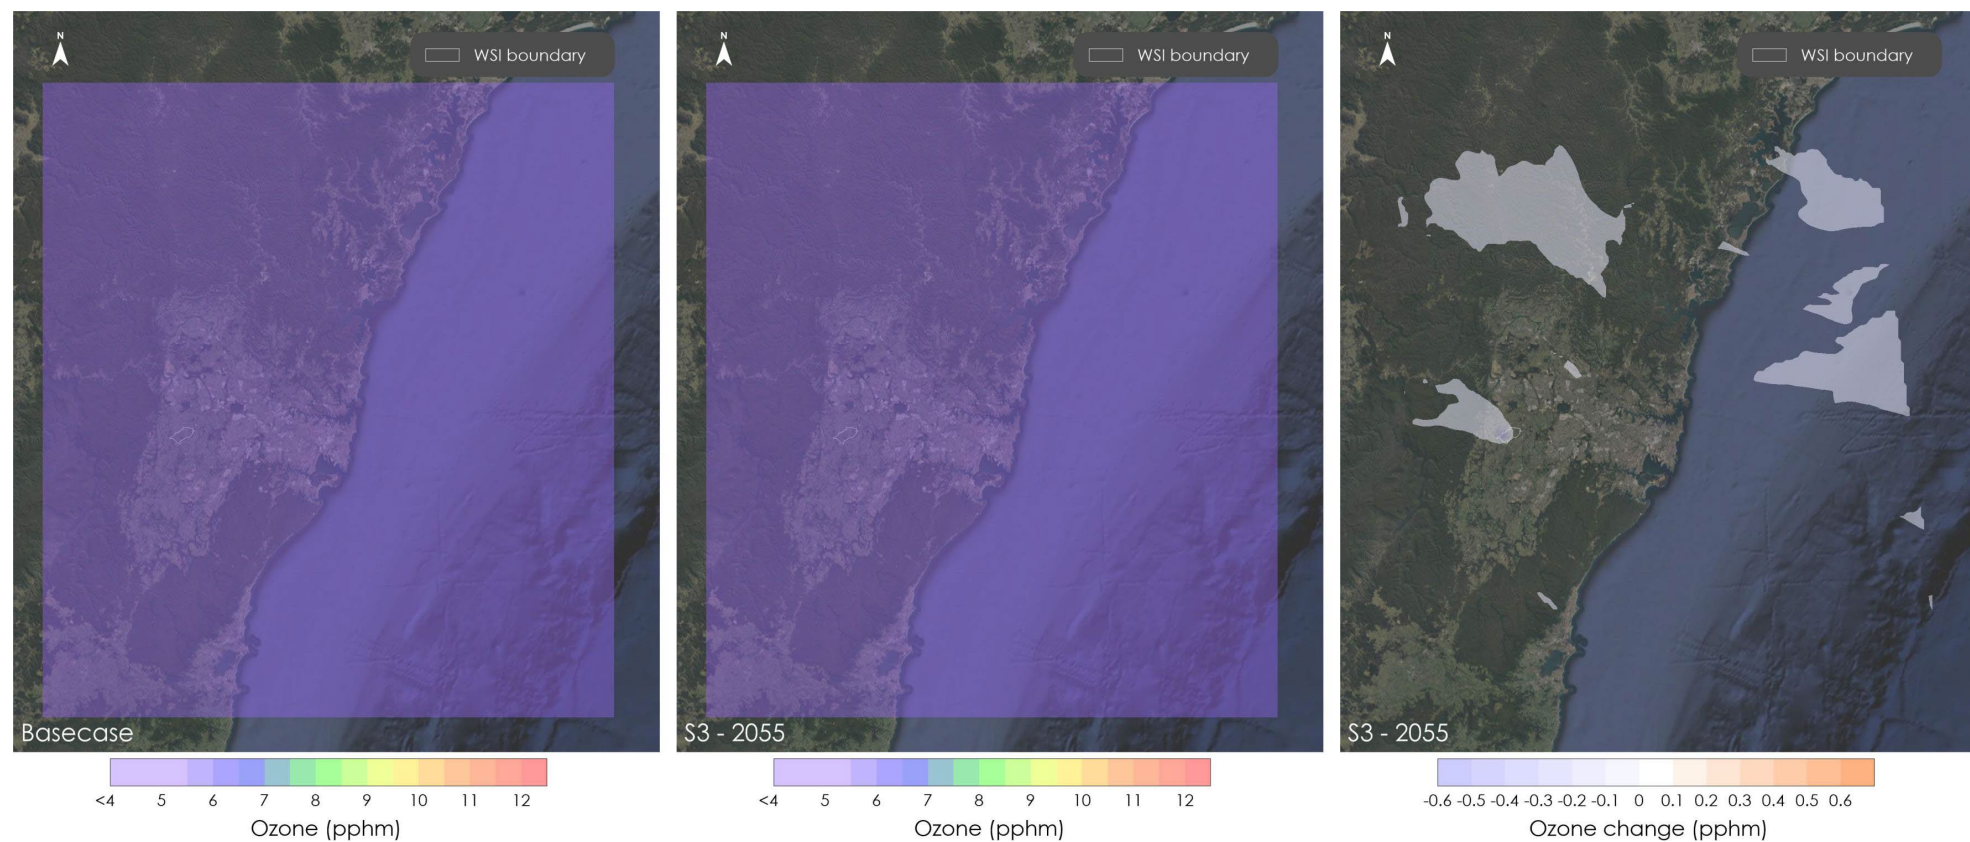 N
WSI boundary
Basecase
<4 5 6 7 8 9 10 11 12
Ozone (pphm)
N
WSI boundary
S3 - 2055
<4 5 6 7 8 9 10 11 12
Ozone (pphm)
N
WSI boundary
S3 - 2055
-0.6 -0.5 -0.4 -0.3 -0.2 -0.1 0 0.1 0.2 0.3 0.4 0.5 0.6
Ozone change (pphm)